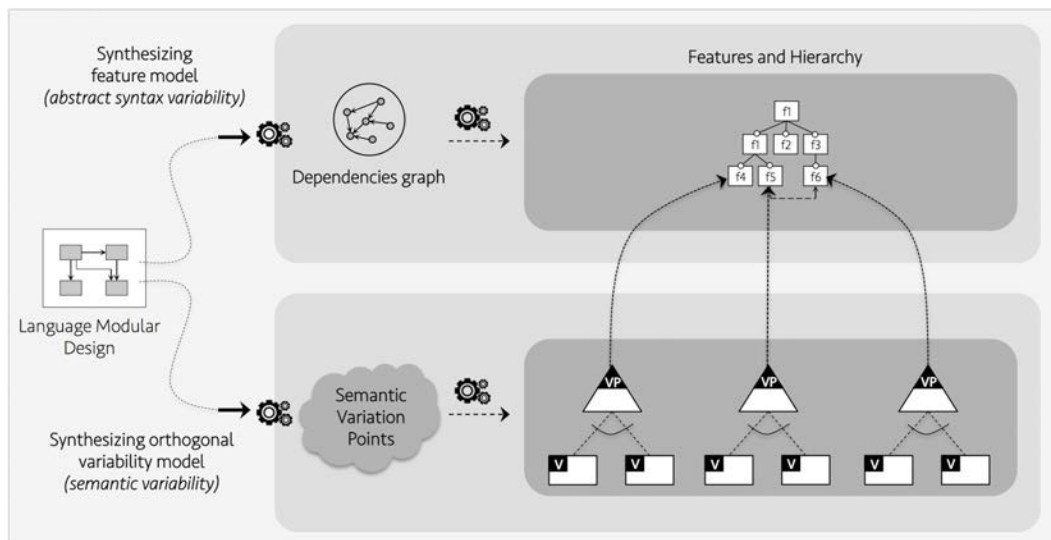 Synthesizing
feature model
(abstract syntax variability)
Dependencies graph
Features and Hierarchy
f1
f1 f2 f3
f4 f5 f6
Language Modular
Design
Synthesizing orthogonal
variability model
(semantic variability)
Semantic
Variation
Points
VP VP VP
V V V V V V